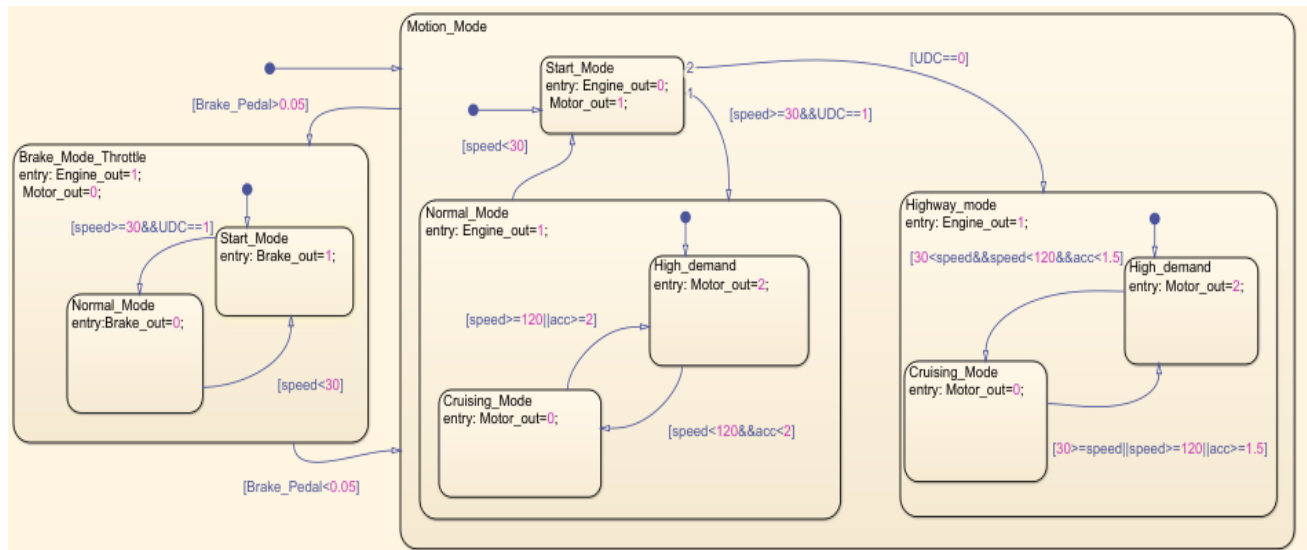 Motion_Mode
Start_Mode
entry: Engine_out=0;
Motor_out=1;
2
1
[UDC==0]
[Brake_Pedal>0.05]
[speed>=30&&UDC==1]
[speed<30]
Brake_Mode_Throttle
entry: Engine_out=1;
Motor_out=0;
[speed>=30&&UDC==1]
Start_Mode
entry: Brake_out=1;
Normal_Mode
entry:Brake_out=0;
[speed<30]
[Brake_Pedal<0.05]
Normal_Mode
entry: Engine_out=1;
High_demand
entry: Motor_out=2;
[speed>=120||acc>=2]
Cruising_Mode
entry: Motor_out=0;
[speed<120&&acc<2]
Highway_mode
entry: Engine_out=1;
[30<speed&&speed<120&&acc<1.5]
High_demand
entry: Motor_out=2;
Cruising_Mode
entry: Motor_out=0;
[30>=speed||speed>=120||acc>=1.5]